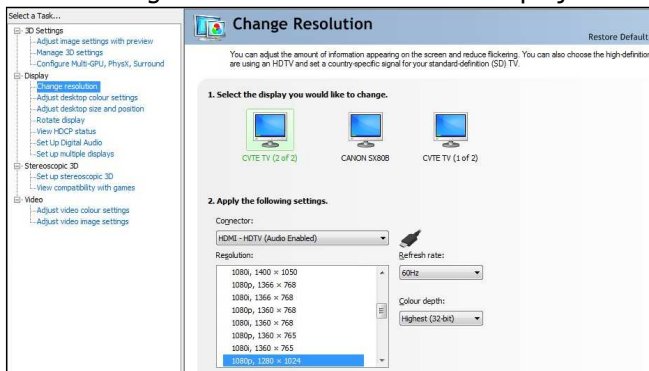 Select a Task...
3D Settings
Adjust image settings with preview
Manage 3D settings
Configure Multi-GPU, PhysX, Surround
Display
Change resolution
Adjust desktop colour settings
Adjust desktop size and position
Rotate display
View HDCP status
Set Up Digital Audio
Set up multiple displays
Stereoscopic 3D
Set up stereoscopic 3D
View compatibility with games
Video
Adjust video colour settings
Adjust video image settings
Change Resolution
Restore Default
You can adjust the amount of information appearing on the screen and reduce flickering. You can also choose the high-definition
are using an HDTV and set a country-specific signal for your standard-definition (SD) TV.
1. Select the display you would like to change.
CVTE TV (2 of 2) CANON SX80B CVTE TV (1 of 2)
2. Apply the following settings.
Connector:
HDMI - HDTV (Audio Enabled)
Resolution: Refresh rate:
1080i, 1400 × 1050
60Hz
1080p, 1366 × 768
1080i, 1366 × 768
Colour depth:
1080p, 1360 × 768
Highest (32-bit)
1080i, 1360 × 768
1080p, 1360 × 765
1080i, 1360 × 765
1080p, 1280 × 1024